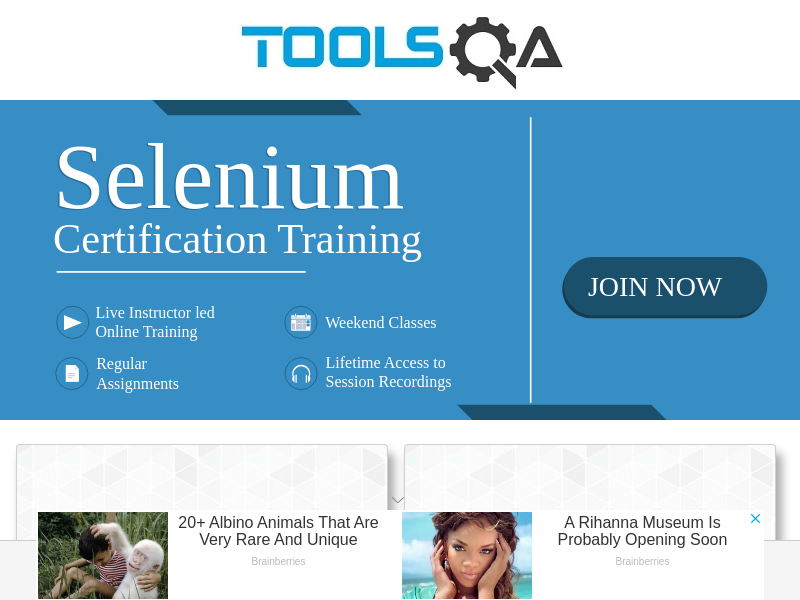 TOOLSQA
Selenium
Certification Training
JOIN NOW
Live Instructor led
Online Training
Weekend Classes
Regular
Assignments
Lifetime Access to
Session Recordings
20+ Albino Animals That Are
Very Rare And Unique
Brainberries
A Rihanna Museum Is
Probably Opening Soon
Brainberries